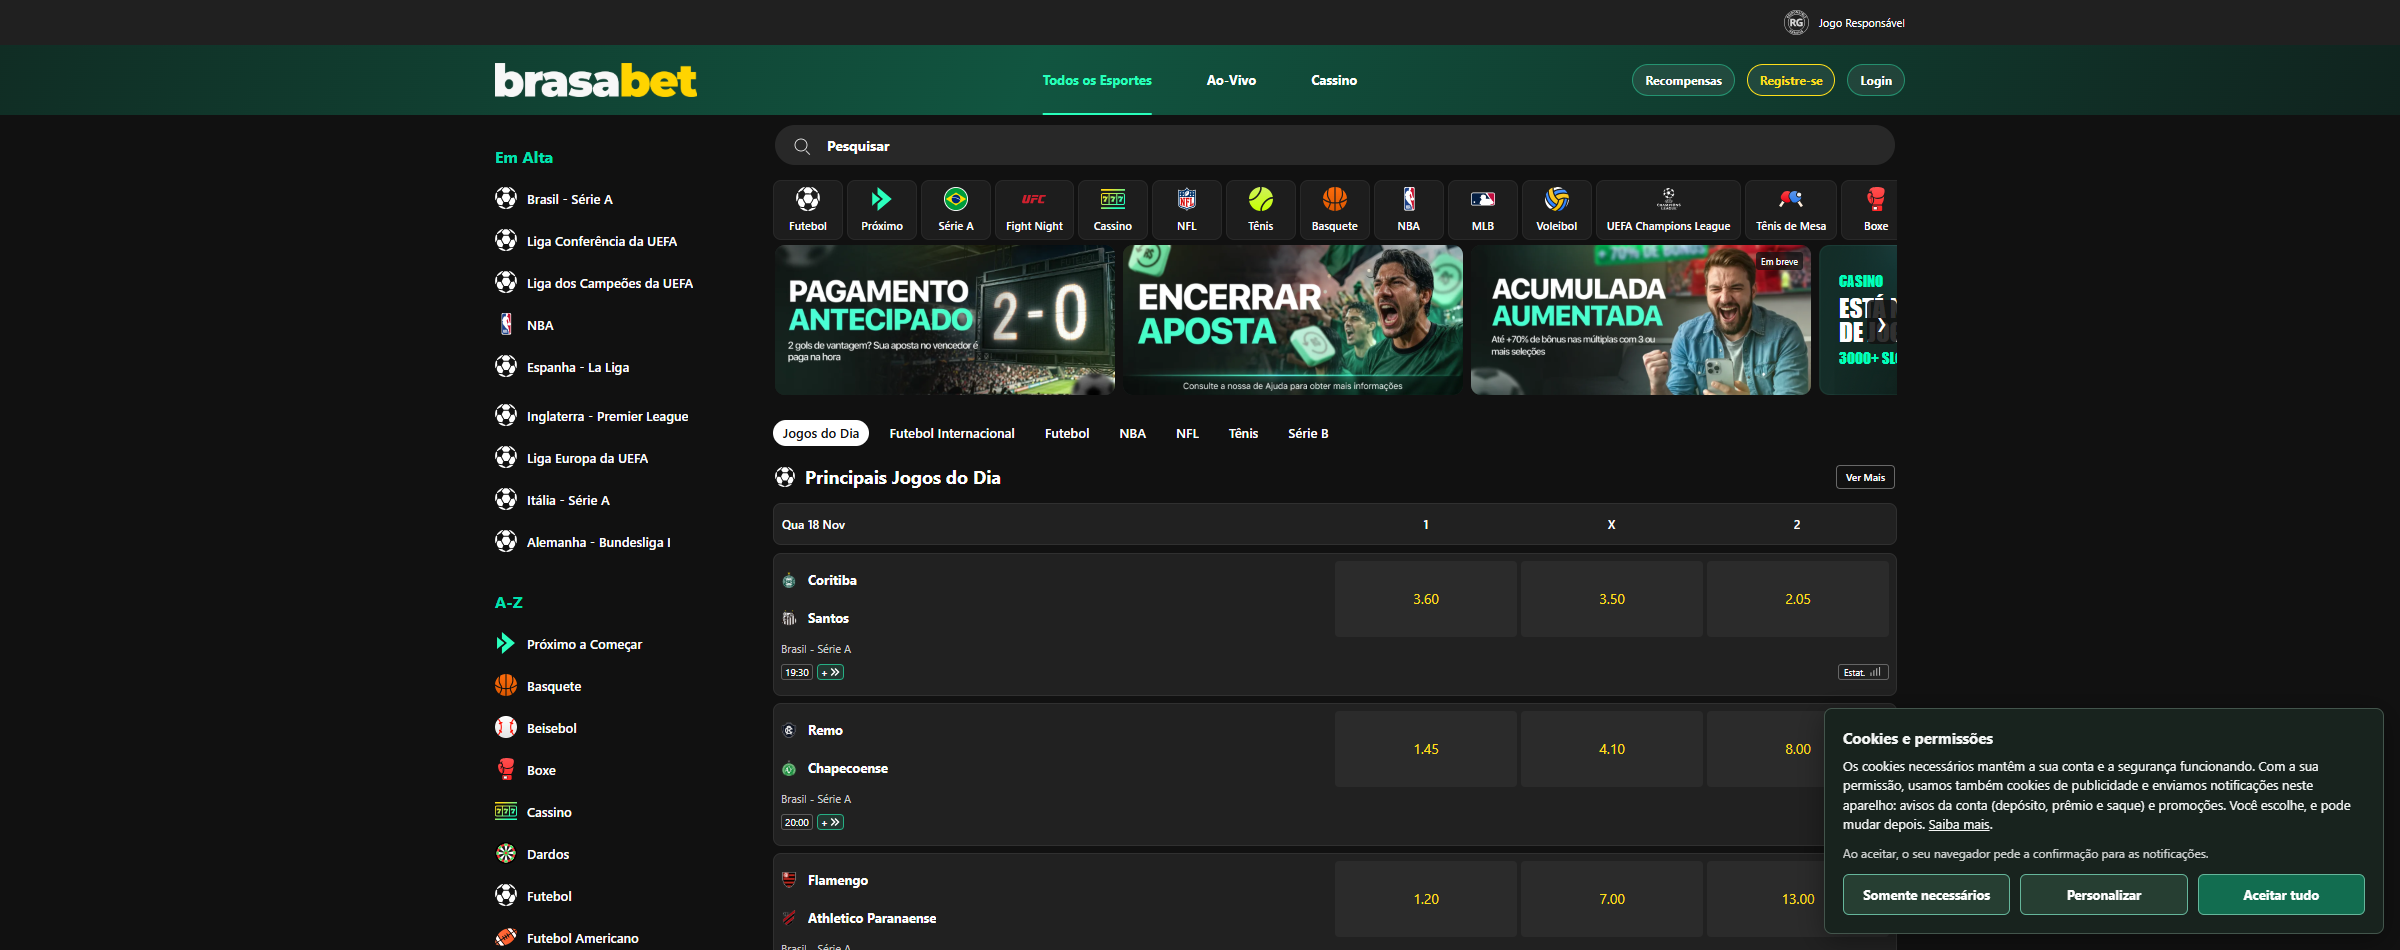 RG Jogo Responsável
brasabet
Todos os Esportes
Ao-Vivo
Cassino
Recompensas
Registre-se
Login
Pesquisar
Em Alta
Brasil - Série A
Liga Conferência da UEFA
Liga dos Campeões da UEFA
NBA
Espanha - La Liga
Inglaterra - Premier League
Liga Europa da UEFA
Itália - Série A
Alemanha - Bundesliga I
A-Z
Próximo a Começar
Basquete
Beisebol
Boxe
Cassino
Dardos
Futebol
Futebol Americano
Futebol
Próximo
Série A
UFC
Fight Night
777
Cassino
NFL
Tênis
Basquete
NBA
MLB
Voleibol
UEFA Champions League
Tênis de Mesa
Boxe
PAGAMENTO
ANTECIPADO
2 gols de vantagem? Sua aposta no vencedor é
paga na hora
2-0
ENCERRAR
APOSTA
Consulte a nossa de Ajuda para obter mais informações
+70% DE BÔNUS
Em breve
ACUMULADA
AUMENTADA
Até +70% de bônus nas múltiplas com 3 ou
mais seleções
CASINO
DE
3000+
Jogos do Dia
Futebol Internacional
Futebol
NBA
NFL
Tênis
Série B
Principais Jogos do Dia
Ver Mais
Qua 18 Nov
1
X
2
Coritiba
Santos
3.60
3.50
2.05
Brasil - Série A
19:30
+
Estat.
Remo
Chapecoense
1.45
4.10
8.00
Brasil - Série A
20:00
+
Flamengo
Athletico Paranaense
1.20
7.00
13.00
Brasil - Série A
Cookies e permissões
Os cookies necessários mantêm a sua conta e a segurança funcionando. Com a sua
permissão, usamos também cookies de publicidade e enviamos notificações neste
aparelho: avisos da conta (depósito, prêmio e saque) e promoções. Você escolhe, e pode
mudar depois. Saiba mais.
Ao aceitar, o seu navegador pede a confirmação para as notificações.
Somente necessários
Personalizar
Aceitar tudo